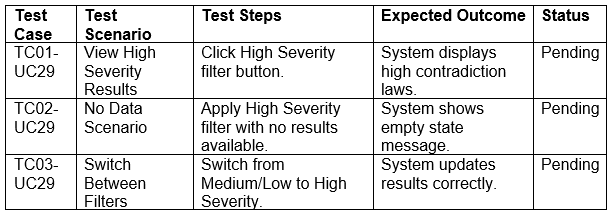 Test Case | Test Scenario | Test Steps | Expected Outcome | Status
TC01-UC29 | View High Severity Results | Click High Severity filter button. | System displays high contradiction laws. | Pending
TC02-UC29 | No Data Scenario | Apply High Severity filter with no results available. | System shows empty state message. | Pending
TC03-UC29 | Switch Between Filters | Switch from Medium/Low to High Severity. | System updates results correctly. | Pending